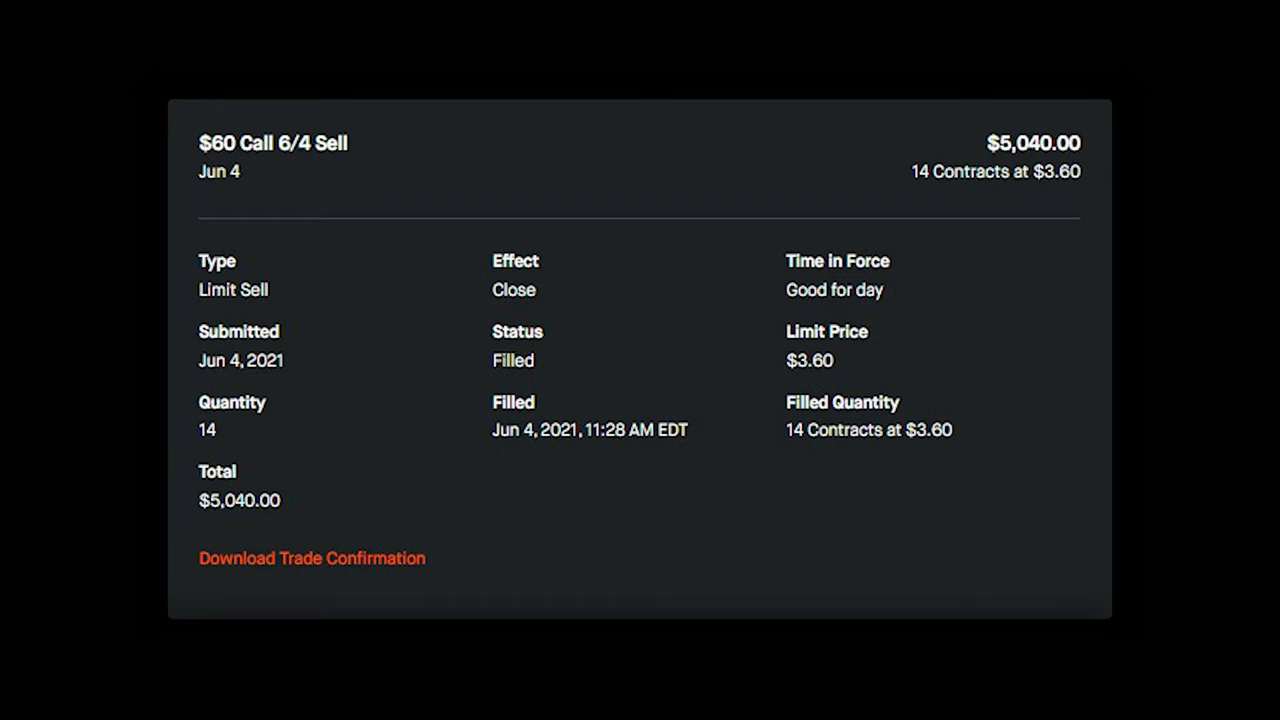 $60 Call 6/4 Sell
$5,040.00
Jun 4
14 Contracts at $3.60
Type
Effect
Time in Force
Limit Sell
Close
Good for day
Submitted
Status
Limit Price
Jun 4, 2021
Filled
$3.60
Quantity
Filled
Filled Quantity
14
Jun 4, 2021, 11:28 AM EDT
14 Contracts at $3.60
Total
$5,040.00
Download Trade Confirmation